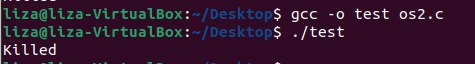 liza@liza-VirtualBox:~/Desktop$ gcc -o test os2.c
liza@liza-VirtualBox:~/Desktop$ ./test
Killed